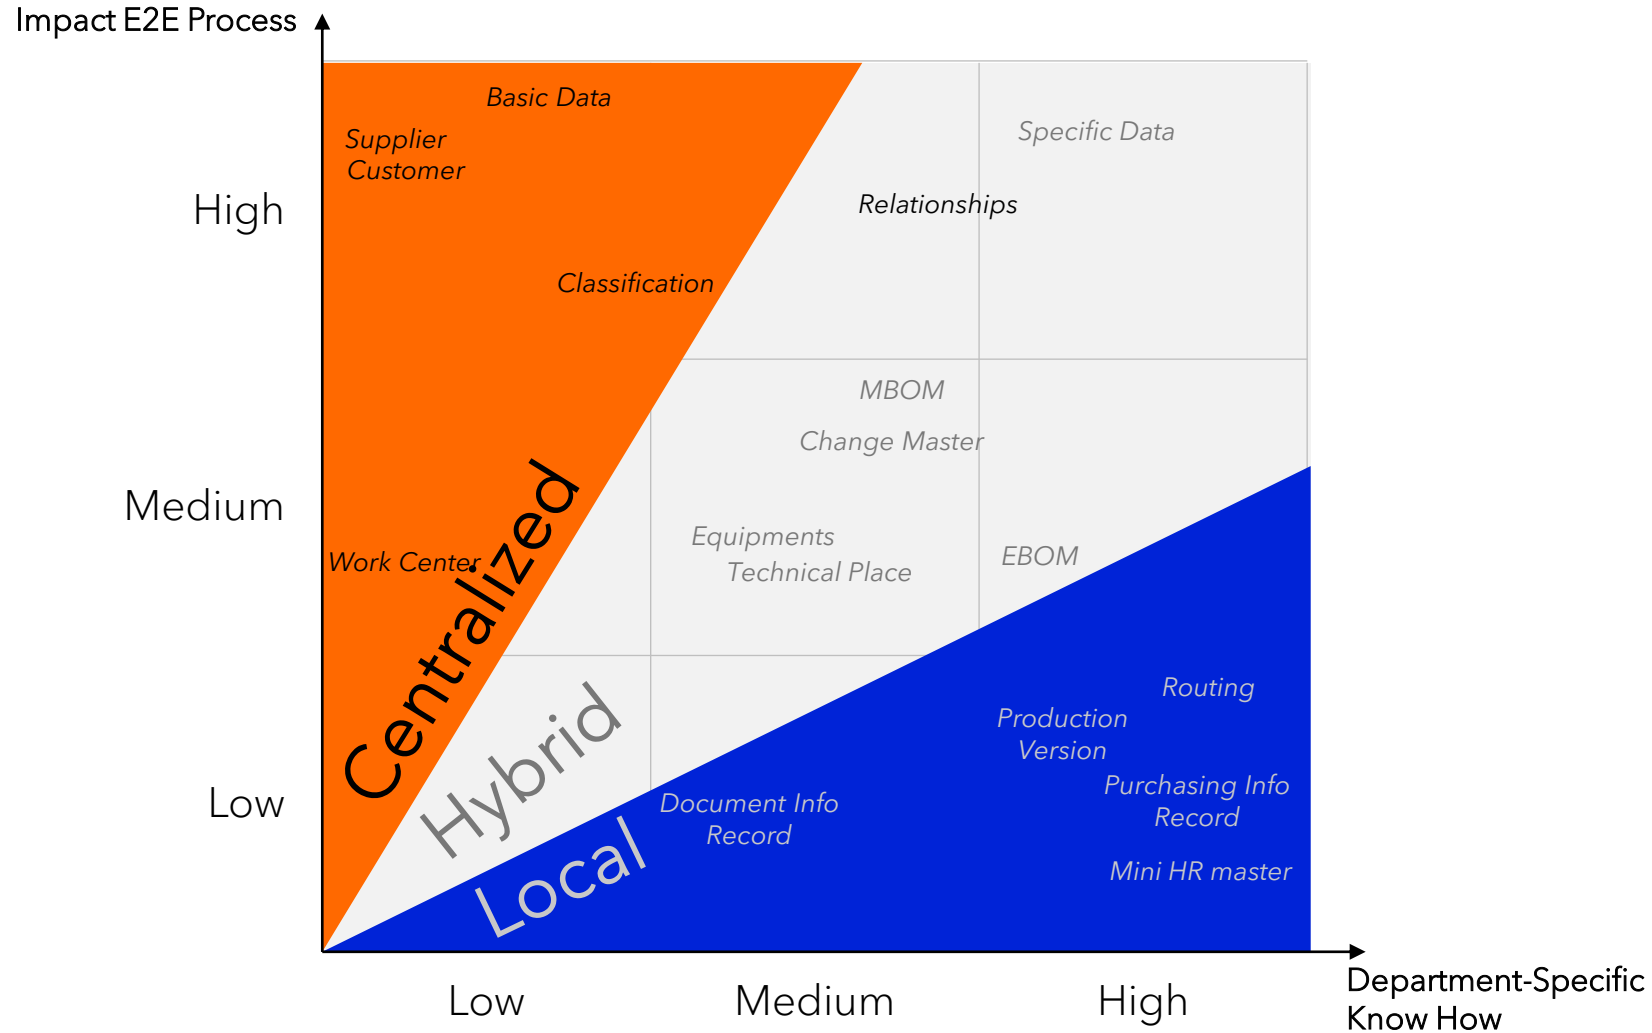 Impact E2E Process
Basic Data
Supplier
Customer
Specific Data
High
Relationships
Classification
MBOM
Change Master
Medium
Equipments
Technical Place
EBOM
Work Center
Centralized
Hybrid
Local
Routing
Production
Version
Purchasing Info
Record
Low
Document Info
Record
Mini HR master
Low
Medium
High
Department-Specific
Know How